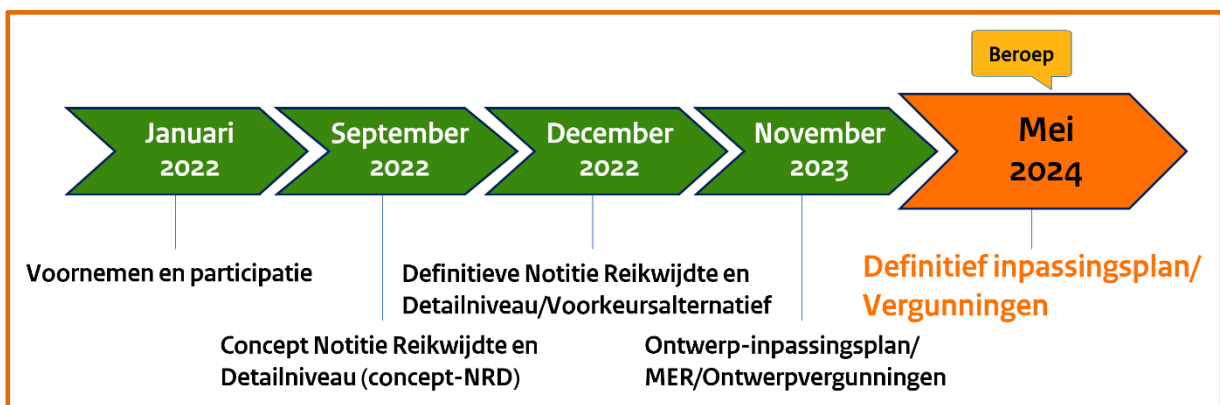 Beroep
Januari
2022
September
2022
December
2022
November
2023
Mei
2024
Voornemen en participatie
Concept Notitie Reikwijdte en
Detailniveau (concept-NRD)
Definitieve Notitie Reikwijdte en
Detailniveau/Voorkeursalternatief
Ontwerp-inpassingsplan/
MER/Ontwerpvergunningen
Definitief inpassingsplan/
Vergunningen